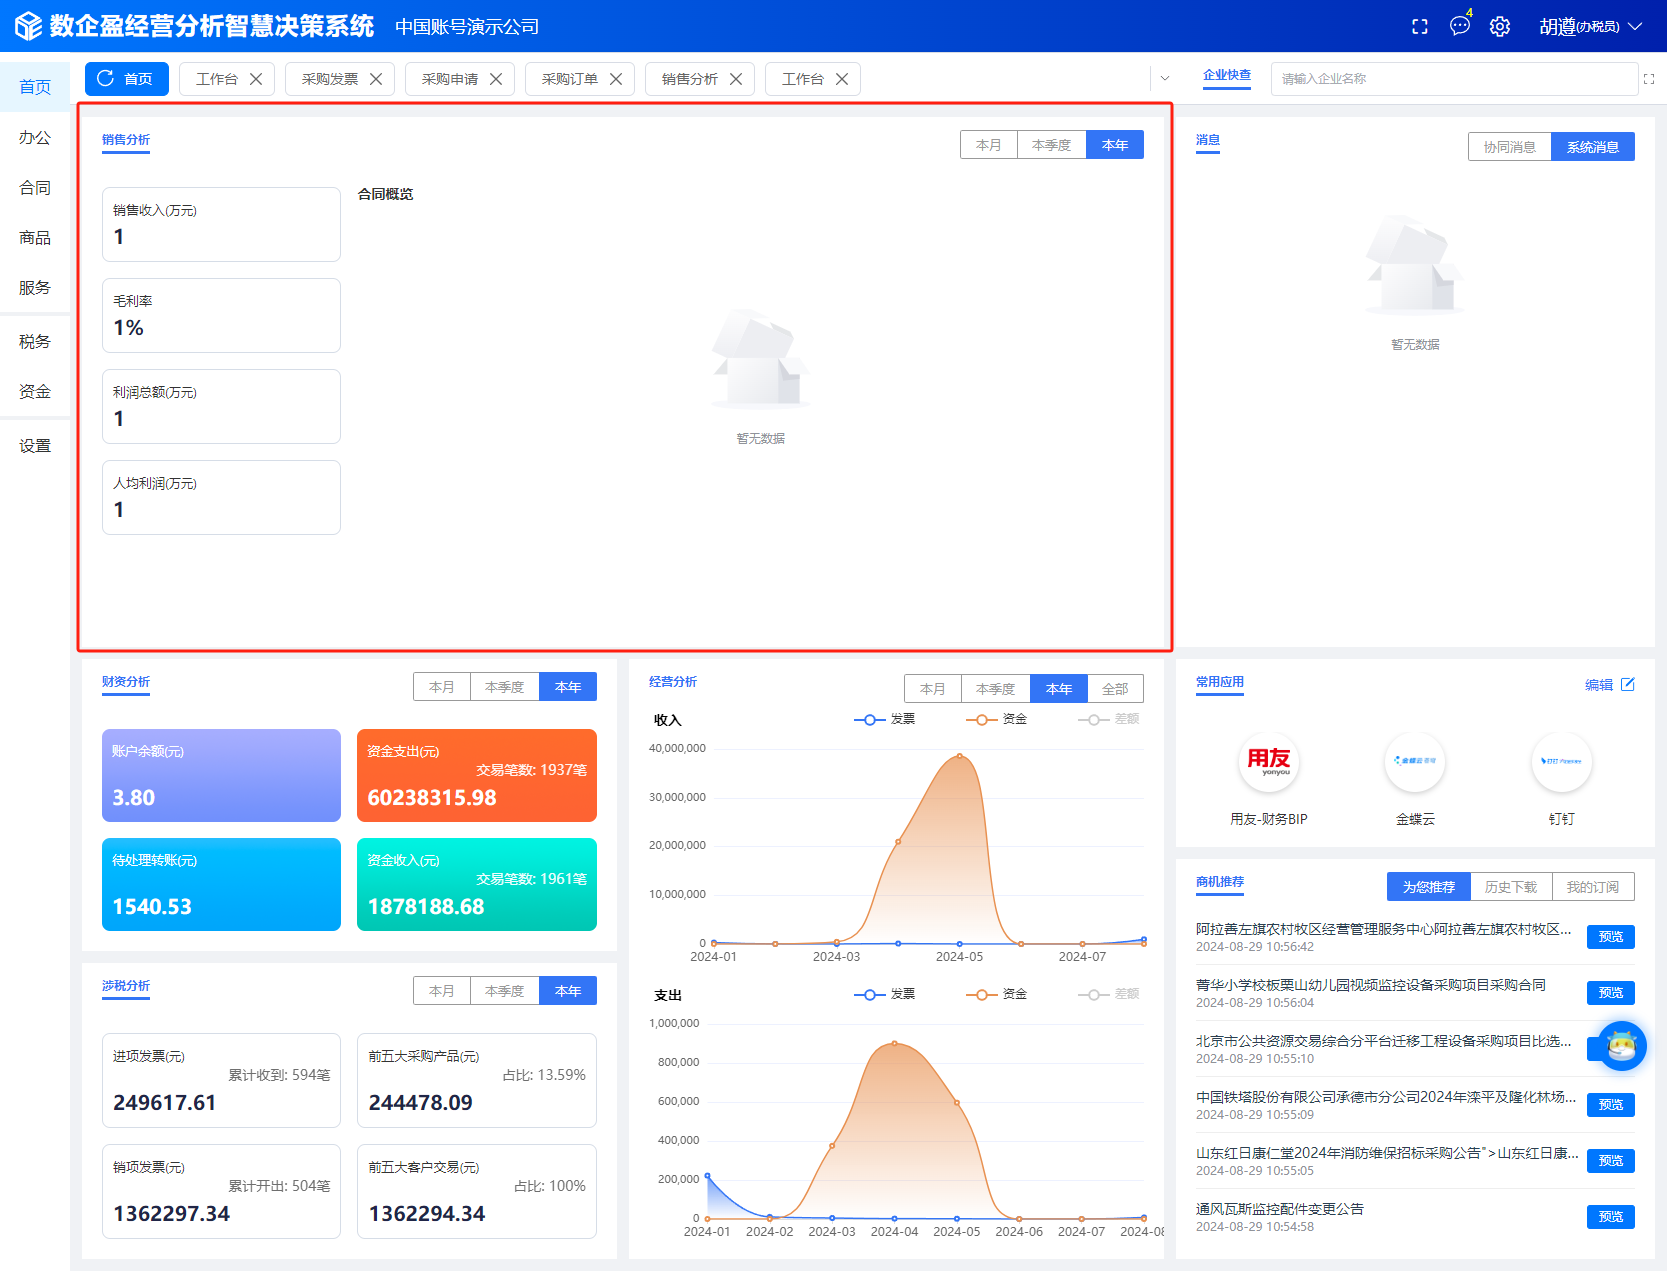 数企盈经营分析智慧决策系统 中国账号演示公司 4 胡遵(办税员)
首页 工作台 采购发票 采购申请 采购订单 销售分析 工作台 企业快查 请输入企业名称
首页
办公
合同
商品
服务
税务
资金
设置
销售分析 本月 本季度 本年
合同概览
销售收入(万元)
1
毛利率
1%
利润总额(万元)
1
人均利润(万元)
1
暂无数据
消息 协同消息 系统消息
暂无数据
财资分析 本月 本季度 本年
账户余额(元)
3.80
资金支出(元)
交易笔数: 1937笔
60238315.98
待处理转账(元)
1540.53
资金收入(元)
交易笔数: 1961笔
1878188.68
涉税分析 本月 本季度 本年
进项发票(元)
累计收到: 594笔
249617.61
前五大采购产品(元)
占比: 13.59%
244478.09
销项发票(元)
累计开出: 504笔
1362297.34
前五大客户交易(元)
占比: 100%
1362294.34
经营分析 本月 本季度 本年 全部
收入 发票 资金 差额
40,000,000
30,000,000
20,000,000
10,000,000
0
2024-01 2024-03 2024-05 2024-07
支出 发票 资金 差额
1,000,000
800,000
600,000
400,000
200,000
0
2024-01 2024-02 2024-03 2024-04 2024-05 2024-06 2024-07 2024-08
常用应用 编辑
用友
yonyou
用友-财务BIP 金蝶云 钉钉
商机推荐 为您推荐 历史下载 我的订阅
阿拉善左旗农村牧区经营管理服务中心阿拉善左旗农村牧区...
2024-08-29 10:56:42 预览
菁华小学校板栗山幼儿园视频监控设备采购项目采购合同
2024-08-29 10:56:04 预览
北京市公共资源交易综合分平台迁移工程设备采购项目比选...
2024-08-29 10:55:10
中国铁塔股份有限公司承德市分公司2024年滦平及隆化林场...
2024-08-29 10:55:09 预览
山东红日康仁堂2024年消防维保招标采购公告">山东红日康...
2024-08-29 10:55:05 预览
通风瓦斯监控配件变更公告
2024-08-29 10:54:58 预览